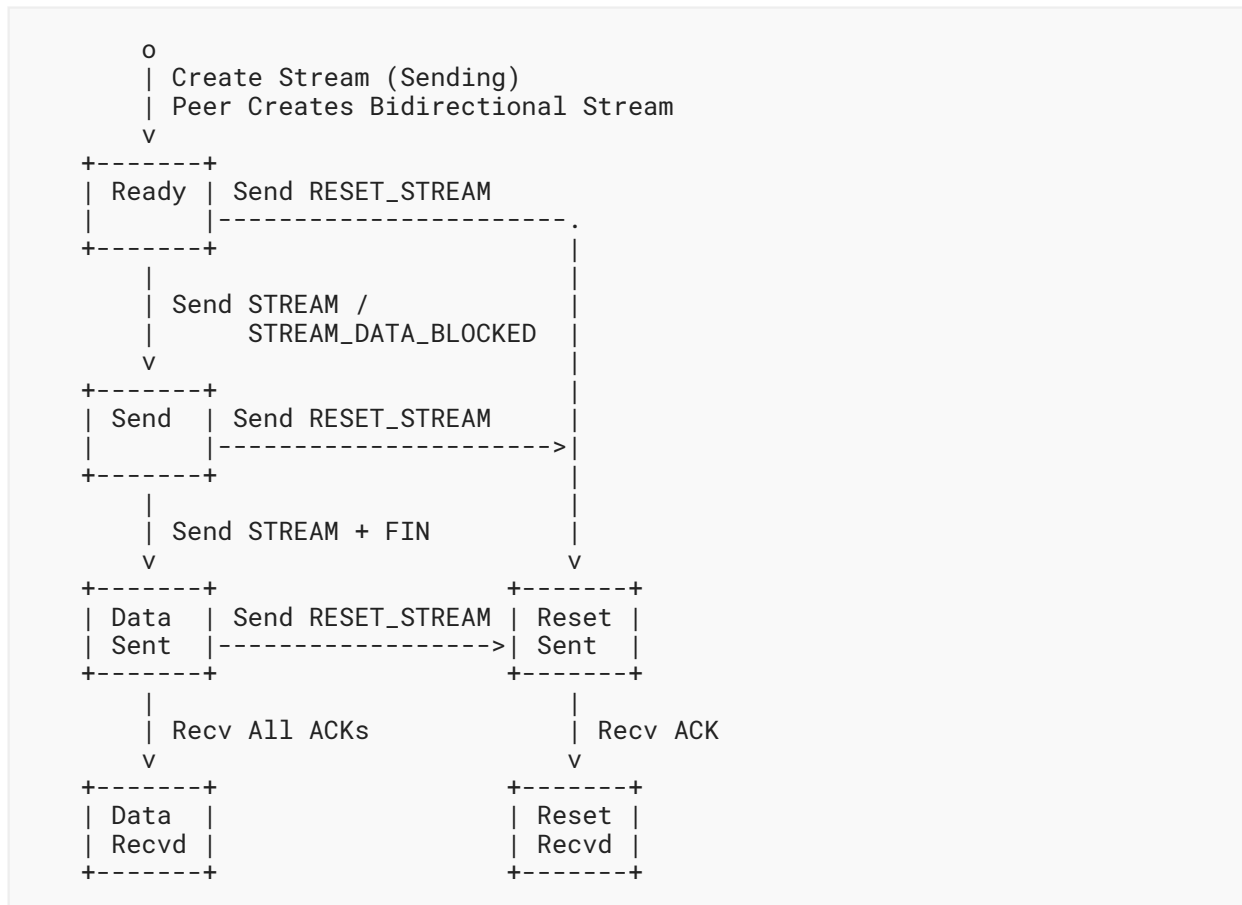 o
| Create Stream (Sending)
| Peer Creates Bidirectional Stream
v
+-------+
| Ready | Send RESET_STREAM
|       |-----------------------.
+-------+                       |
    |                           |
    | Send STREAM /             |
    |      STREAM_DATA_BLOCKED  |
    v                           |
+-------+                       |
| Send  | Send RESET_STREAM     |
|       |---------------------->|
+-------+                       |
    |                           |
    | Send STREAM + FIN         |
    v                           v
+-------+                   +-------+
| Data  | Send RESET_STREAM | Reset |
| Sent  |------------------>| Sent  |
+-------+                   +-------+
    |                           |
    | Recv All ACKs             | Recv ACK
    v                           v
+-------+                   +-------+
| Data  |                   | Reset |
| Recvd |                   | Recvd |
+-------+                   +-------+